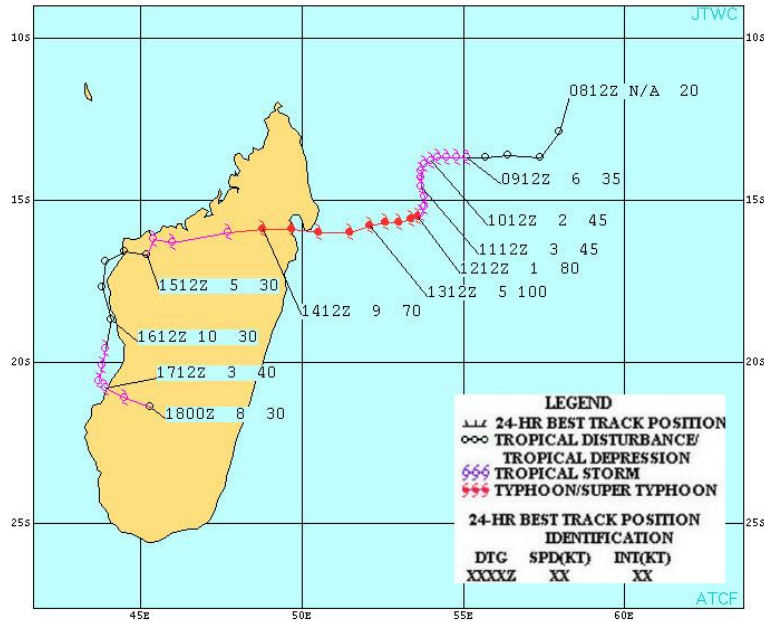 JTWC
10S
10S
0812Z N/A 20
0912Z 6 35
15S
15S
1012Z 2 45
1112Z 3 45
1212Z 1 80
1512Z 5 30
1312Z 5 100
1412Z 9 70
1612Z 10 30
20S
20S
1712Z 3 40
1800Z 8 30
LEGEND
24-HR BEST TRACK POSITION
TROPICAL DISTURBANCE/
TROPICAL DEPRESSION
TROPICAL STORM
TYPHOON/SUPER TYPHOON
24-HR BEST TRACK POSITION
IDENTIFICATION
DTG SPD(KT) INT(KT)
XXXXZ XX XX
25S
25S
ATCF
45E 50E 55E 60E